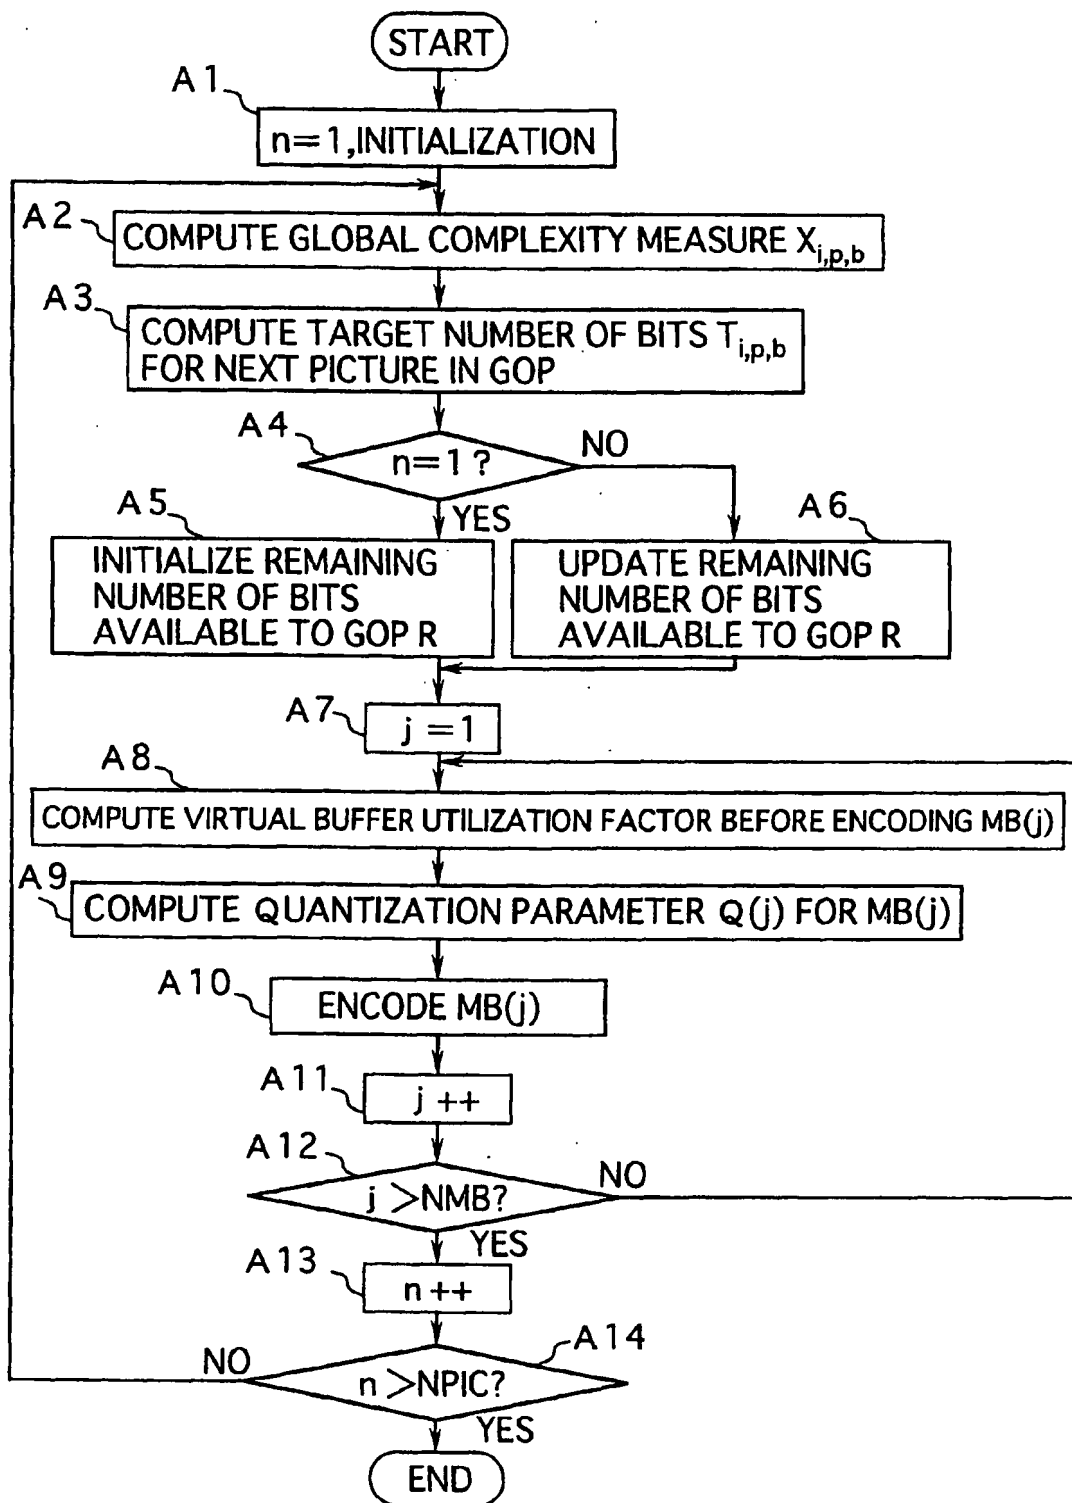 START
A1
n=1,INITIALIZATION
A2
COMPUTE GLOBAL COMPLEXITY MEASURE Xi,p,b
A3
COMPUTE TARGET NUMBER OF BITS Ti,p,b
FOR NEXT PICTURE IN GOP
A4
n=1?
NO
YES
A5
INITIALIZE REMAINING
NUMBER OF BITS
AVAILABLE TO GOP R
A6
UPDATE REMAINING
NUMBER OF BITS
AVAILABLE TO GOP R
A7
j=1
A8
COMPUTE VIRTUAL BUFFER UTILIZATION FACTOR BEFORE ENCODING MB(j)
A9
COMPUTE QUANTIZATION PARAMETER Q(j) FOR MB(j)
A10
ENCODE MB(j)
A11
j++
A12
j>NMB?
NO
YES
A13
n++
A14
n>NPIC?
NO
YES
END